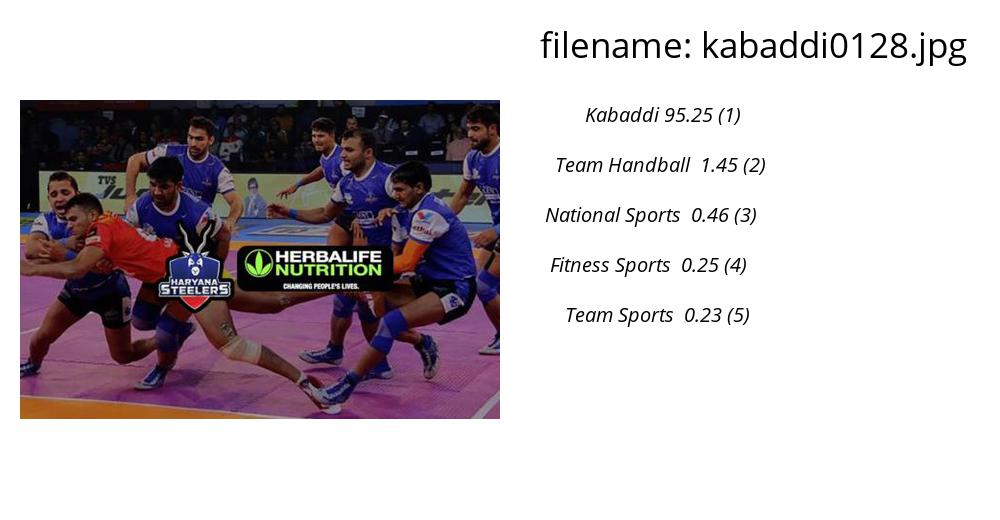 filename: kabaddi0128.jpg
Kabaddi 95.25 (1)
Team Handball 1.45 (2)
National Sports 0.46 (3)
Fitness Sports 0.25 (4)
Team Sports 0.23 (5)
TVS
HARYANA
STEELERS
HERBALIFE
NUTRITION
CHANGING PEOPLE'S LIVES.